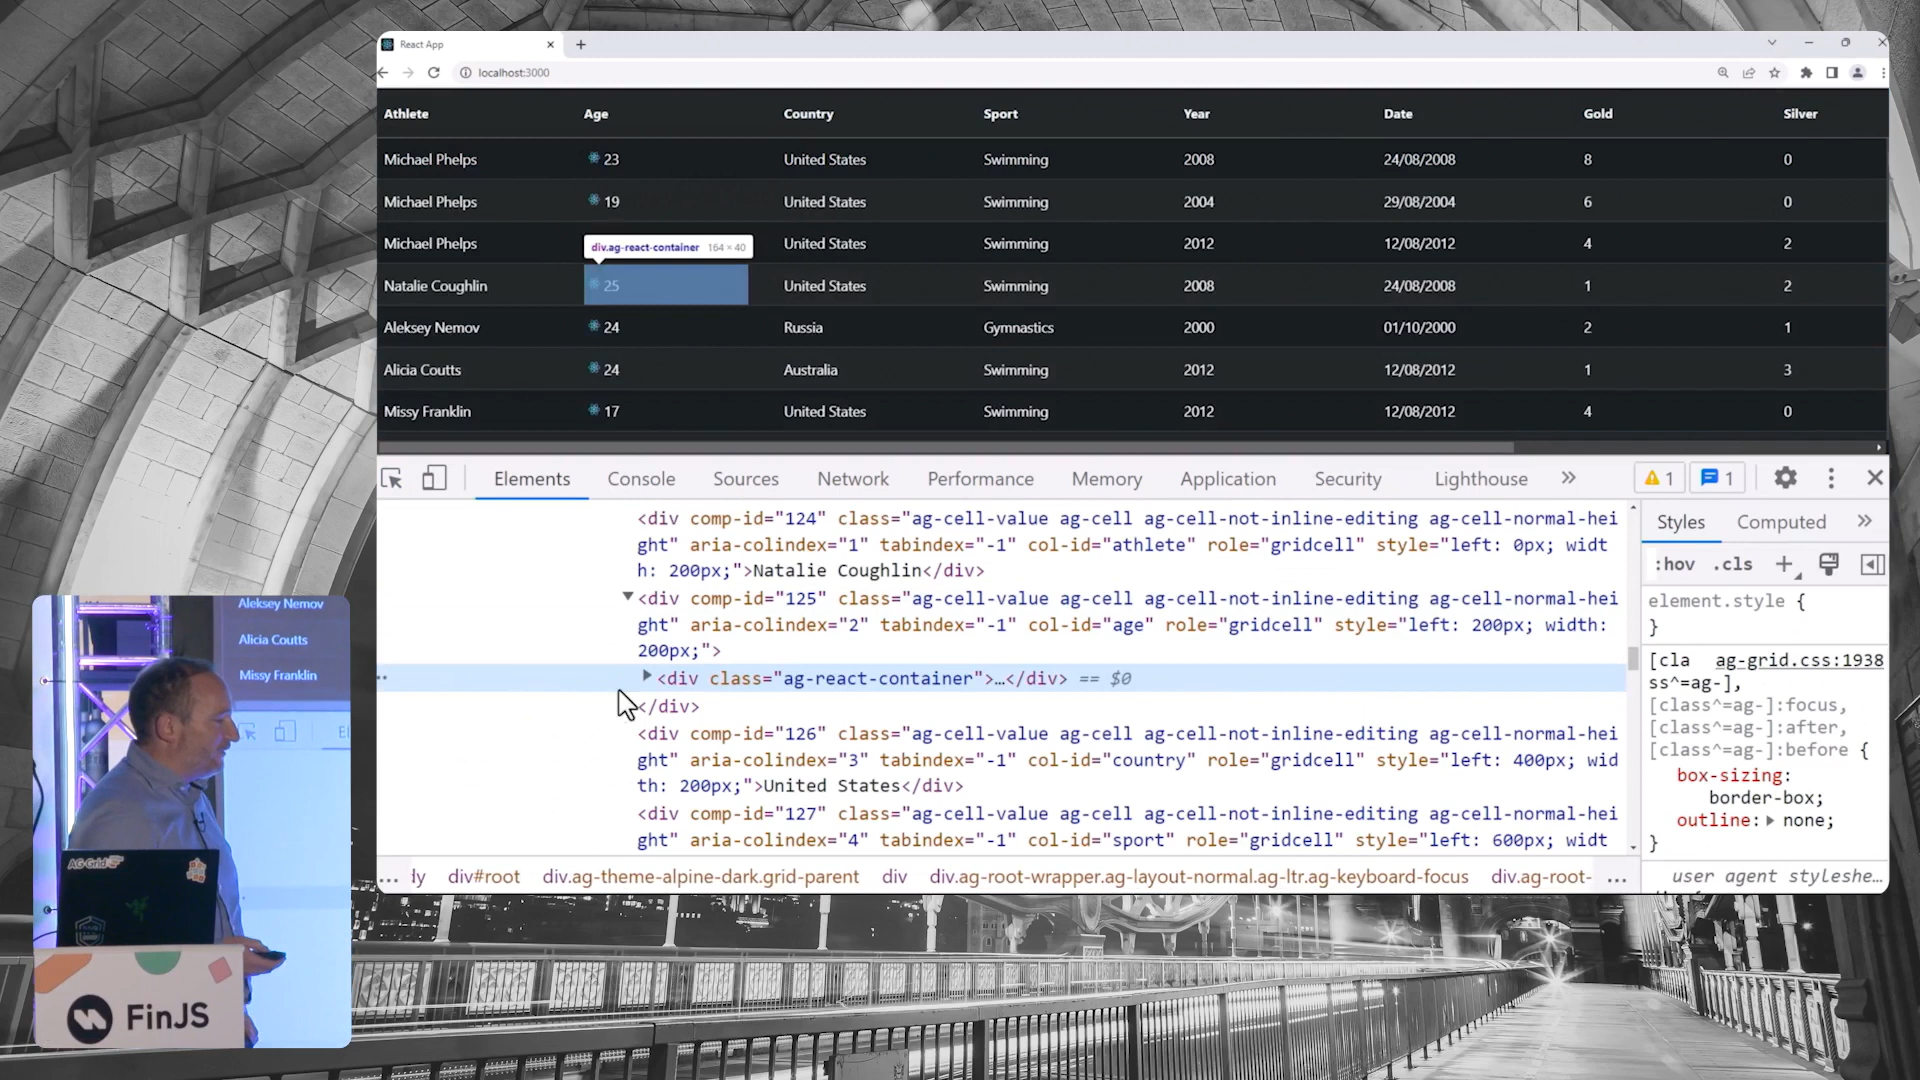 React App
localhost:3000
Athlete Age Country Sport Year Date Gold Silver
Michael Phelps 23 United States Swimming 2008 24/08/2008 8 0
Michael Phelps 19 United States Swimming 2004 29/08/2004 6 0
Michael Phelps United States Swimming 2012 12/08/2012 4 2
div.ag-react-container 164 × 40
Natalie Coughlin 25 United States Swimming 2008 24/08/2008 1 2
Aleksey Nemov 24 Russia Gymnastics 2000 01/10/2000 2 1
Alicia Coutts 24 Australia Swimming 2012 12/08/2012 1 3
Missy Franklin 17 United States Swimming 2012 12/08/2012 4 0
Elements Console Sources Network Performance Memory Application Security Lighthouse » 1 1
<div comp-id="124" class="ag-cell-value ag-cell ag-cell-not-inline-editing ag-cell-normal-hei
ght" aria-colindex="1" tabindex="-1" col-id="athlete" role="gridcell" style="left: 0px; widt
h: 200px;">Natalie Coughlin</div>
<div comp-id="125" class="ag-cell-value ag-cell ag-cell-not-inline-editing ag-cell-normal-hei
ght" aria-colindex="2" tabindex="-1" col-id="age" role="gridcell" style="left: 200px; width:
200px;">
<div class="ag-react-container">…</div> == $0
</div>
<div comp-id="126" class="ag-cell-value ag-cell ag-cell-not-inline-editing ag-cell-normal-hei
ght" aria-colindex="3" tabindex="-1" col-id="country" role="gridcell" style="left: 400px; wid
th: 200px;">United States</div>
<div comp-id="127" class="ag-cell-value ag-cell ag-cell-not-inline-editing ag-cell-normal-hei
ght" aria-colindex="4" tabindex="-1" col-id="sport" role="gridcell" style="left: 600px; widt
... dy div#root div.ag-theme-alpine-dark.grid-parent div div.ag-root-wrapper.ag-layout-normal.ag-ltr.ag-keyboard-focus div.ag-root- ...
Styles Computed »
:hov .cls +
element.style {
}
[cla ag-grid.css:1938
ss^=ag-],
[class^=ag-]:focus,
[class^=ag-]:after,
[class^=ag-]:before {
box-sizing:
border-box;
outline: none;
}
user agent styleshe…
Aleksey Nemov
Alicia Coutts
Missy Franklin
El
AG Grid
FinJS